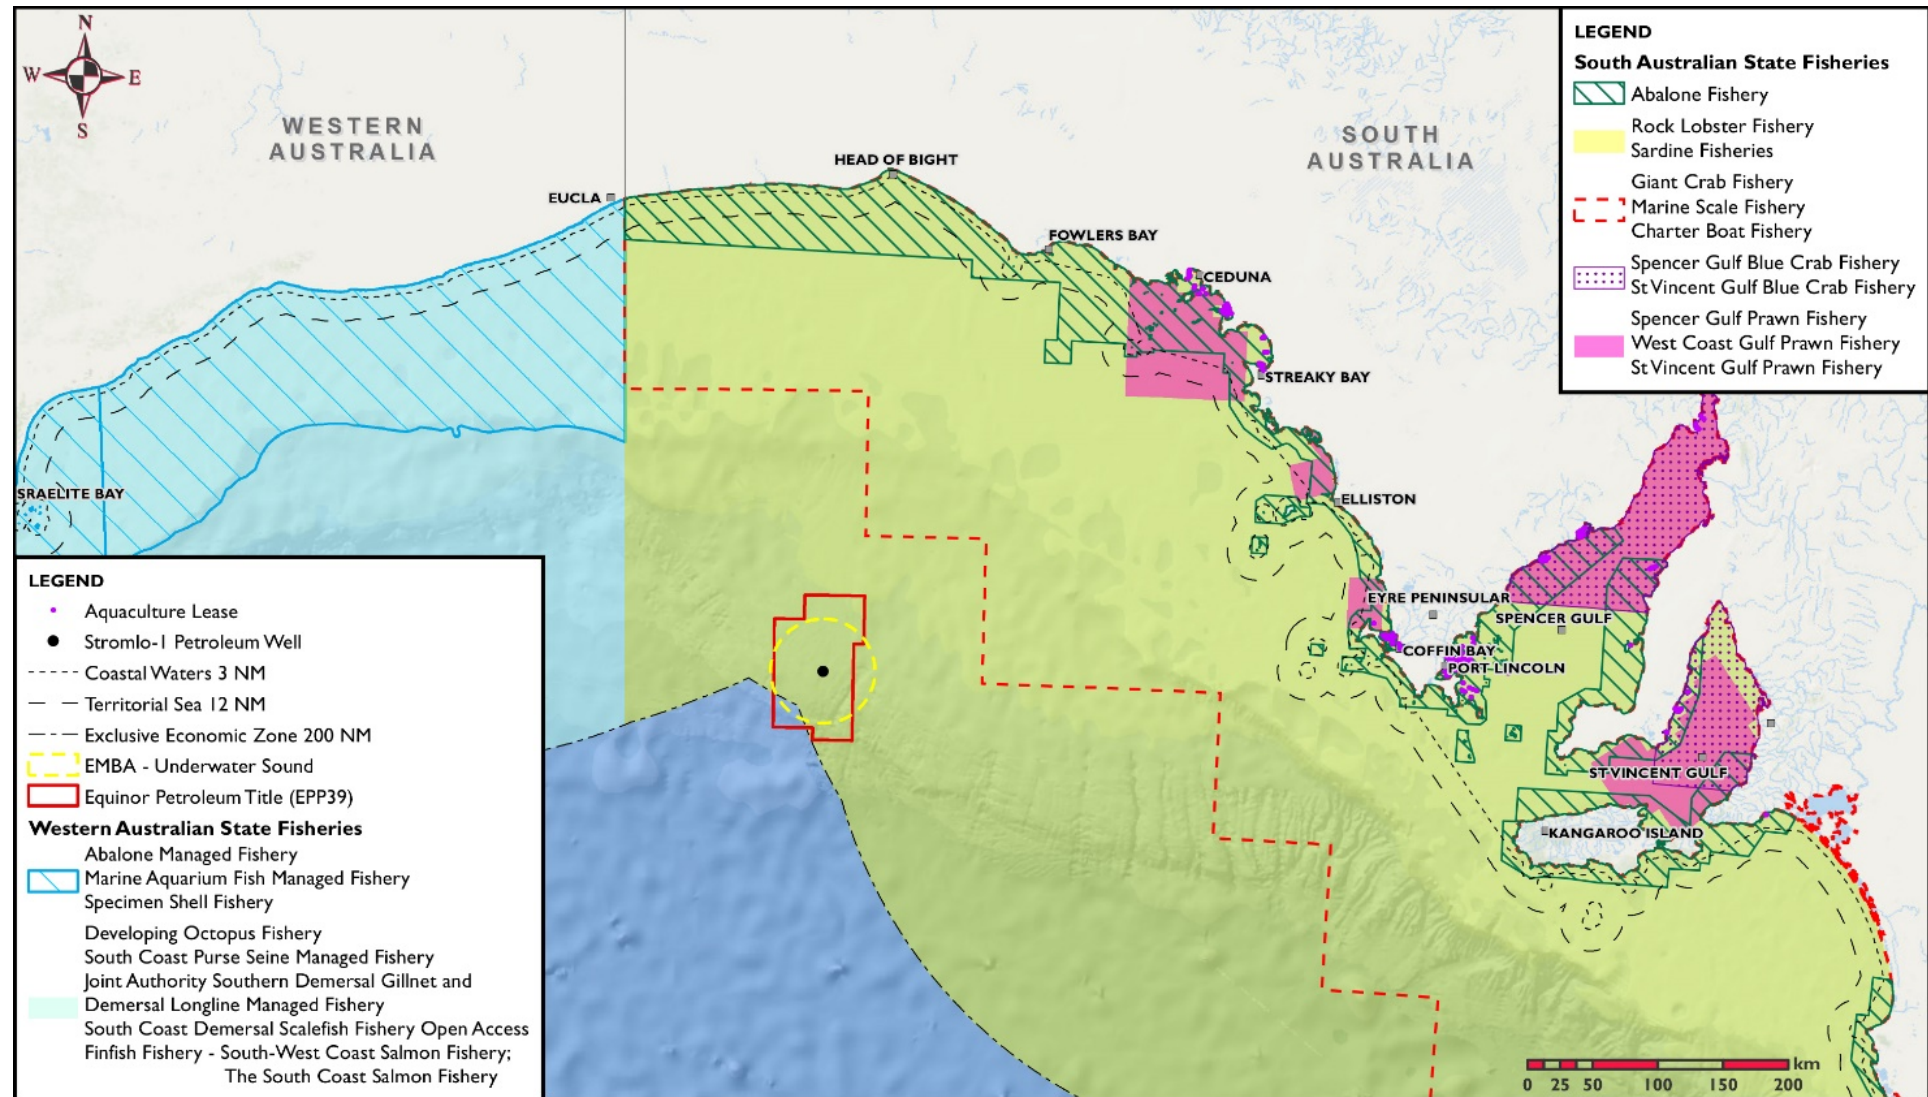 N
W
E
S
WESTERN
AUSTRALIA
SOUTH
AUSTRALIA
HEAD OF BIGHT
EUCLA
FOWLERS BAY
CEDUNA
STREAKY BAY
SRAELITE BAY
ELLISTON
EYRE PENINSULAR
SPENCER GULF
COFFIN BAY
PORT LINCOLN
ST VINCENT GULF
KANGAROO ISLAND
LEGEND
South Australian State Fisheries
Abalone Fishery
Rock Lobster Fishery
Sardine Fisheries
Giant Crab Fishery
Marine Scale Fishery
Charter Boat Fishery
Spencer Gulf Blue Crab Fishery
St Vincent Gulf Blue Crab Fishery
Spencer Gulf Prawn Fishery
West Coast Gulf Prawn Fishery
St Vincent Gulf Prawn Fishery
LEGEND
Aquaculture Lease
Stromlo-1 Petroleum Well
Coastal Waters 3 NM
Territorial Sea 12 NM
Exclusive Economic Zone 200 NM
EMBA - Underwater Sound
Equinor Petroleum Title (EPP39)
Western Australian State Fisheries
Abalone Managed Fishery
Marine Aquarium Fish Managed Fishery
Specimen Shell Fishery
Developing Octopus Fishery
South Coast Purse Seine Managed Fishery
Joint Authority Southern Demersal Gillnet and
Demersal Longline Managed Fishery
South Coast Demersal Scalefish Fishery Open Access
Finfish Fishery - South-West Coast Salmon Fishery;
The South Coast Salmon Fishery
km
0 25 50 100 150 200